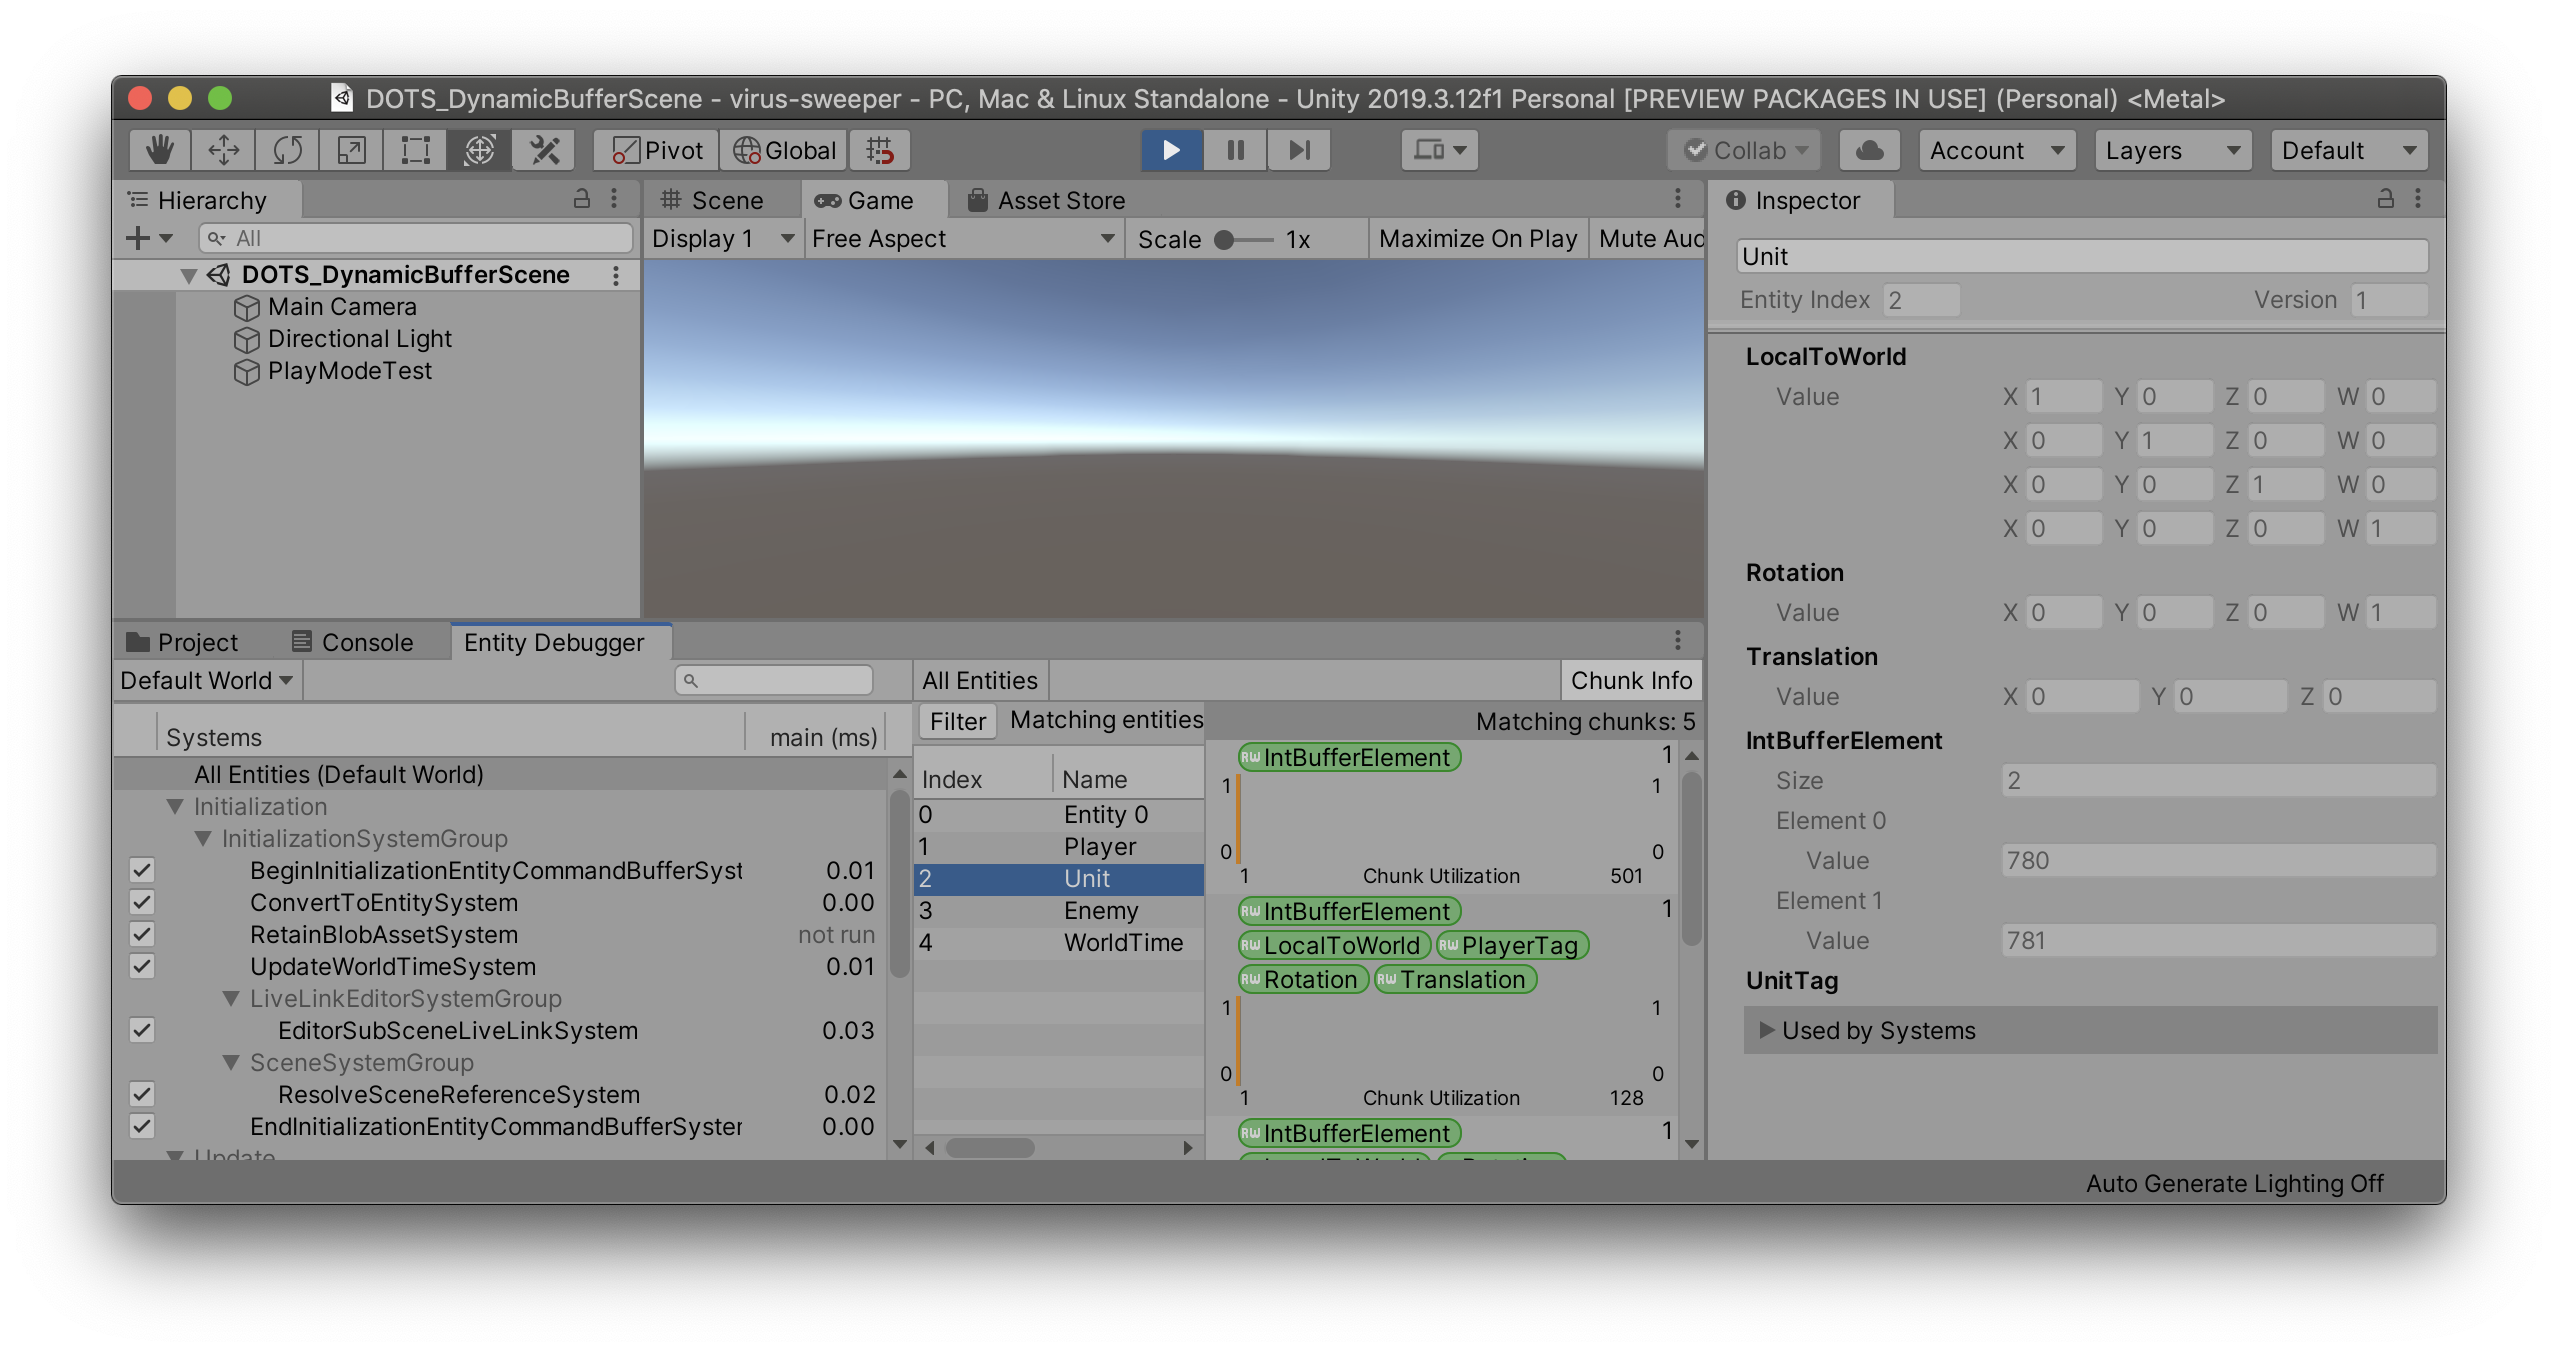 DOTS_DynamicBufferScene - virus-sweeper - PC, Mac & Linux Standalone - Unity 2019.3.12f1 Personal [PREVIEW PACKAGES IN USE] (Personal) <Metal>
Pivot Global Collab Account Layers Default
Hierarchy
All
DOTS_DynamicBufferScene
Main Camera
Directional Light
PlayModeTest
Scene Game Asset Store
Display 1 Free Aspect Scale 1x Maximize On Play Mute Aud
Inspector
Unit
Entity Index 2 Version 1
LocalToWorld
Value X 1 Y 0 Z 0 W 0
X 0 Y 1 Z 0 W 0
X 0 Y 0 Z 1 W 0
X 0 Y 0 Z 0 W 1
Rotation
Value X 0 Y 0 Z 0 W 1
Translation
Value X 0 Y 0 Z 0
IntBufferElement
Size 2
Element 0
Value 780
Element 1
Value 781
UnitTag
Used by Systems
Project Console Entity Debugger
Default World
Systems main (ms)
All Entities (Default World)
Initialization
InitializationSystemGroup
BeginInitializationEntityCommandBufferSyst 0.01
ConvertToEntitySystem 0.00
RetainBlobAssetSystem not run
UpdateWorldTimeSystem 0.01
LiveLinkEditorSystemGroup
EditorSubSceneLiveLinkSystem 0.03
SceneSystemGroup
ResolveSceneReferenceSystem 0.02
EndInitializationEntityCommandBufferSyster 0.00
Update
All Entities Chunk Info
Filter Matching entities Matching chunks: 5
Index Name
0 Entity 0
1 Player
2 Unit
3 Enemy
4 WorldTime
RW IntBufferElement 1
1 1
0 0
1 Chunk Utilization 501
RW IntBufferElement 1
RW LocalToWorld RW PlayerTag
RW Rotation RW Translation
1 1
0 0
1 Chunk Utilization 128
RW IntBufferElement 1
Auto Generate Lighting Off